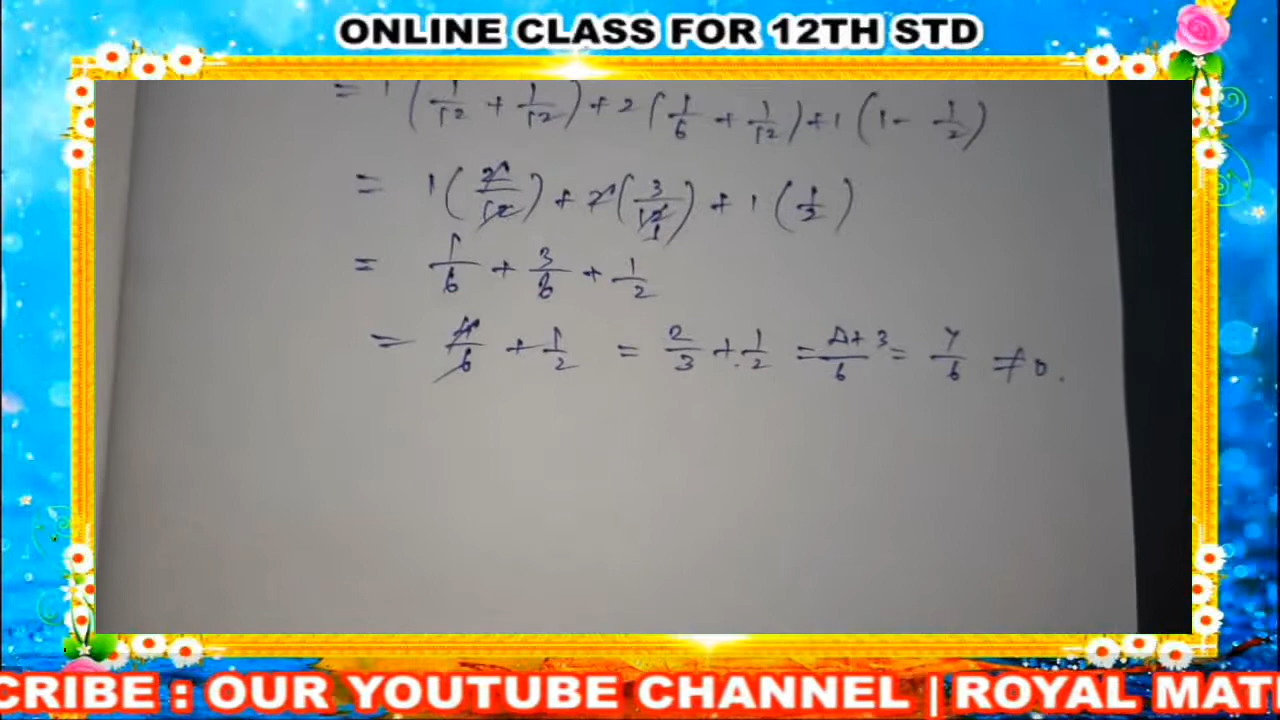 ONLINE CLASS FOR 12TH STD
= 1 (1/12 + 1/12) + 2 (1/6 + 1/12) + 1 (1 - 1/2)
= 1 (2/12) + 2 (3/12) + 1 (1/2)
= 1/6 + 3/6 + 1/2
= 4/6 + 1/2 = 2/3 + 1/2 = 4+3/6 = 7/6 ≠ 0.
CRIBE : OUR YOUTUBE CHANNEL | ROYAL MAT